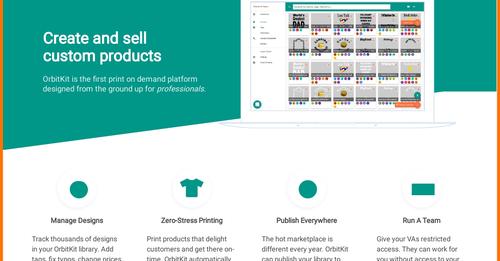 Create and sell
custom products
OrbitKit is the first print on demand platform
designed from the ground up for professionals.
Manage Designs
Zero-Stress Printing
Publish Everywhere
Run A Team
Track thousands of designs
in your OrbitKit library. Add
tags, fix typos, change prices,
Print products that delight
customers and get there on-
time. OrbitKit automatically
The hot marketplace is
different every year. OrbitKit
can publish your library to
Give your VAs restricted
access. They can work for
you without access to your